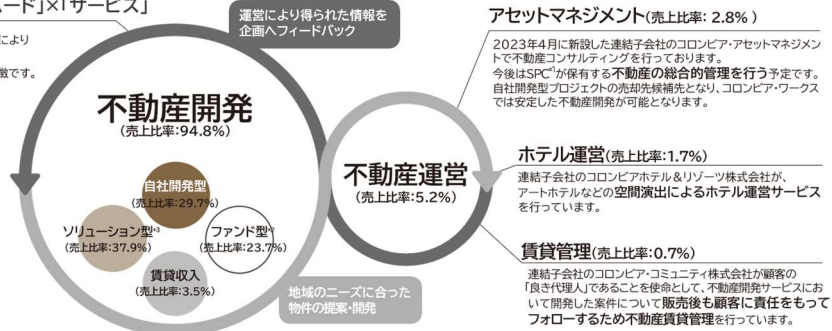 ード」×「サービス」
により
徴です。
運営により得られた情報を
企画へフィードバック
不動産開発
(売上比率:94.8%)
自社開発型
(売上比率:29.7%)
ソリューション型*3
(売上比率:37.9%)
ファンド型*2
(売上比率:23.7%)
賃貸収入
(売上比率:3.5%)
地域のニーズに合った
物件の提案・開発
不動産運営
(売上比率:5.2%)
アセットマネジメント(売上比率: 2.8% )
2023年4月に新設した連結子会社のコロンビア・アセットマネジメン
トで不動産コンサルティングを行っております。
今後はSPC*1が保有する不動産の総合的管理を行う予定です。
自社開発型プロジェクトの売却先候補先となり、コロンビア・ワークス
では安定した不動産開発が可能となります。
ホテル運営(売上比率:1.7%)
連結子会社のコロンビアホテル&リゾーツ株式会社が、
アートホテルなどの空間演出によるホテル運営サービス
を行っています。
賃貸管理(売上比率:0.7%)
連結子会社のコロンビア・コミュニティ株式会社が顧客の
「良き代理人」であることを使命として、不動産開発サービスにお
いて開発した案件について販売後も顧客に責任をもって
フォローするため不動産賃貸管理を行っています。